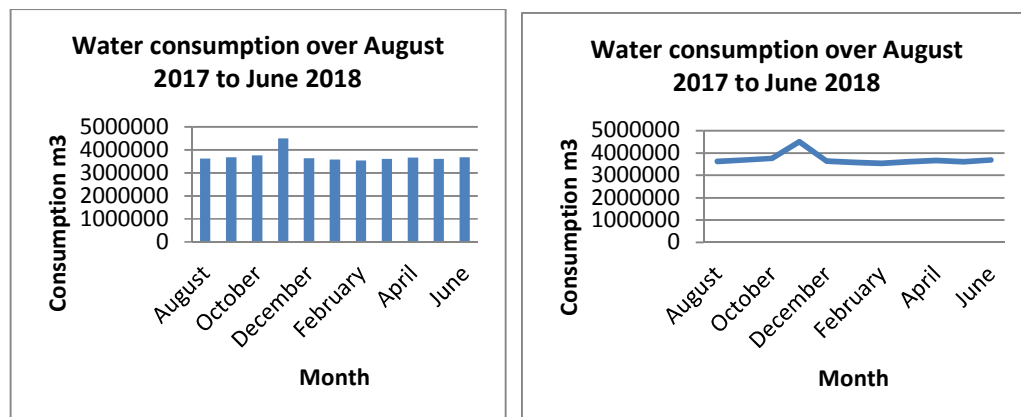 Water consumption over August
2017 to June 2018
Consumption m3
5000000
4000000
3000000
2000000
1000000
0
August
October
December
February
April
June
Month
Water consumption over August
2017 to June 2018
Consumption m3
5000000
4000000
3000000
2000000
1000000
0
August
October
December
February
April
June
Month